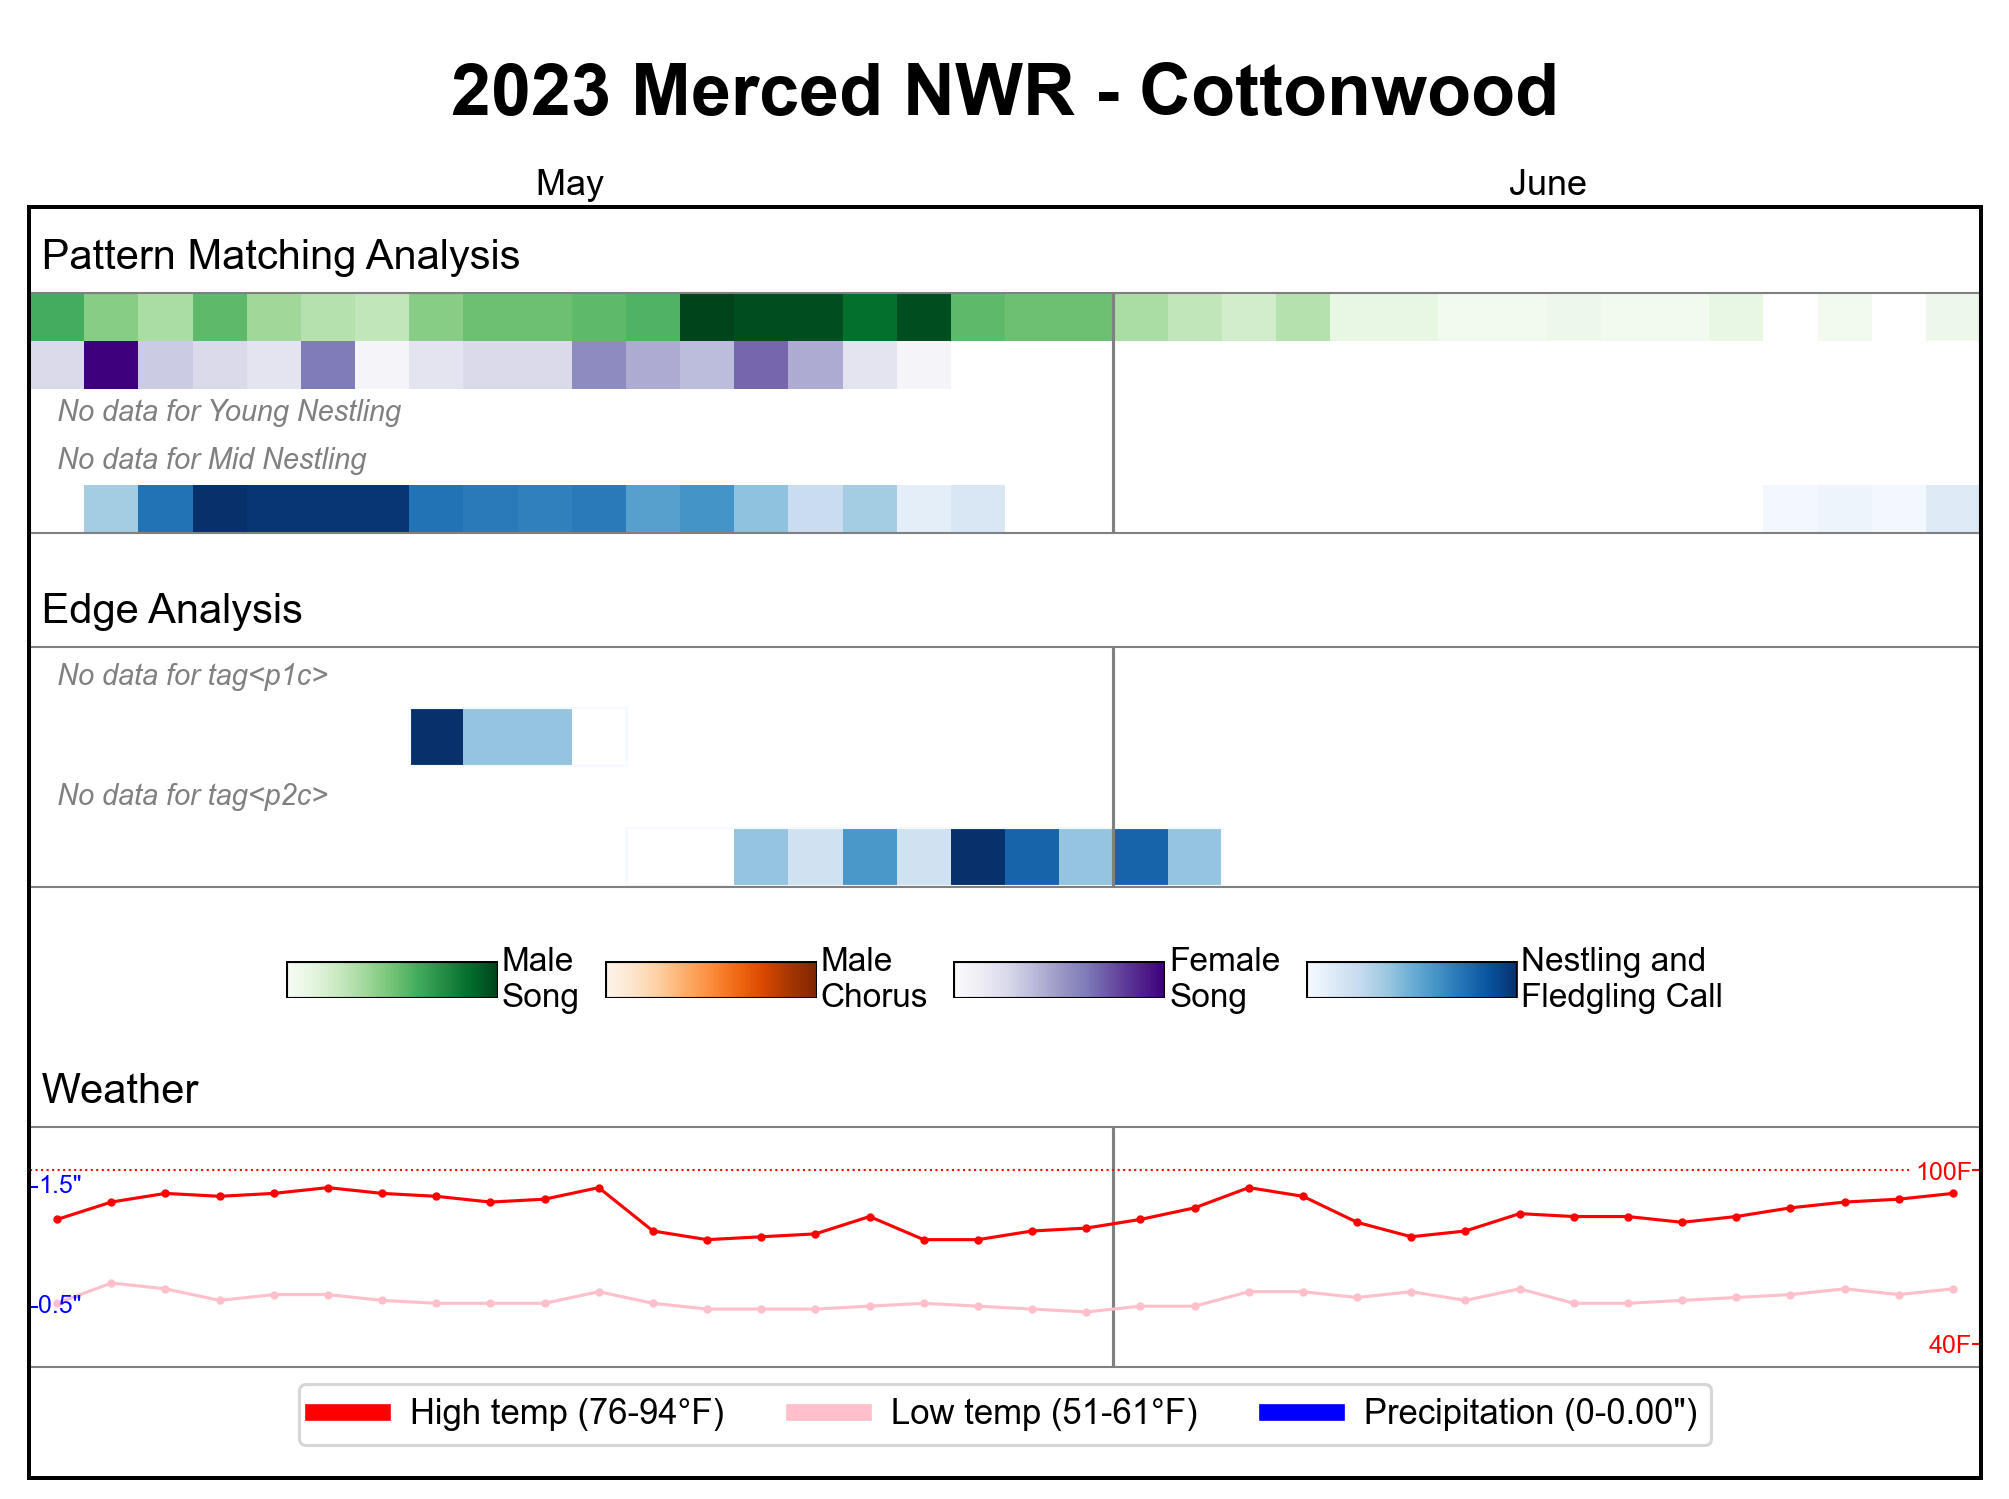 2023 Merced NWR - Cottonwood
May June
Pattern Matching Analysis
No data for Young Nestling
No data for Mid Nestling
Edge Analysis
No data for tag<p1c>
No data for tag<p2c>
Male Song
Male Chorus
Female Song
Nestling and Fledgling Call
Weather
1.5" 100F
0.5"
40F
High temp (76-94°F) Low temp (51-61°F) Precipitation (0-0.00")